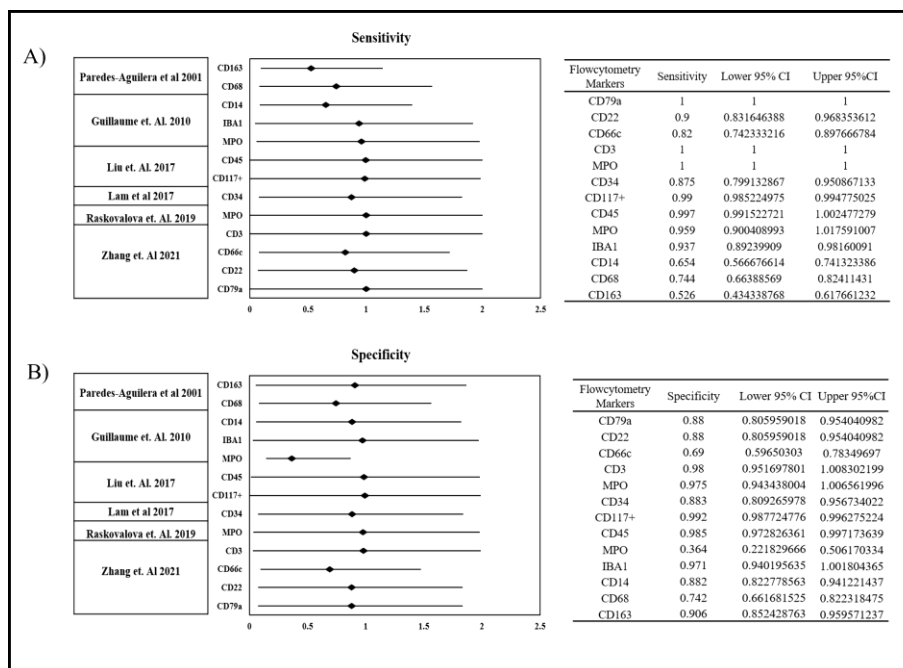 A)
Sensitivity
Paredes-Aguilera et al 2001
Guillaume et. Al. 2010
Liu et. Al. 2017
Lam et al 2017
Raskovalova et. Al. 2019
Zhang et. Al 2021
CD163
CD68
CD14
IBA1
MPO
CD45
CD117+
CD34
MPO
CD3
CD66c
CD22
CD79a
0 0.5 1 1.5 2 2.5
Flowcytometry Markers Sensitivity Lower 95% CI Upper 95%CI
CD79a 1 1 1
CD22 0.9 0.831646388 0.968353612
CD66c 0.82 0.742333216 0.897666784
CD3 1 1 1
MPO 1 1 1
CD34 0.875 0.799132867 0.950867133
CD117+ 0.99 0.985224975 0.994775025
CD45 0.997 0.991522721 1.002477279
MPO 0.959 0.900408993 1.017591007
IBA1 0.937 0.89239909 0.98160091
CD14 0.654 0.566676614 0.741323386
CD68 0.744 0.66388569 0.82411431
CD163 0.526 0.434338768 0.617661232
B)
Specificity
Paredes-Aguilera et al 2001
Guillaume et. Al. 2010
Liu et. Al. 2017
Lam et al 2017
Raskovalova et. Al. 2019
Zhang et. Al 2021
CD163
CD68
CD14
IBA1
MPO
CD45
CD117+
CD34
MPO
CD3
CD66c
CD22
CD79a
0 0.5 1 1.5 2 2.5
Flowcytometry Markers Specificity Lower 95% CI Upper 95%CI
CD79a 0.88 0.805959018 0.954040982
CD22 0.88 0.805959018 0.954040982
CD66c 0.69 0.59650303 0.78349697
CD3 0.98 0.951697801 1.008302199
MPO 0.975 0.943438004 1.006561996
CD34 0.883 0.809265978 0.956734022
CD117+ 0.992 0.987724776 0.996275224
CD45 0.985 0.972826361 0.997173639
MPO 0.364 0.221829666 0.506170334
IBA1 0.971 0.940195635 1.001804365
CD14 0.882 0.822778563 0.941221437
CD68 0.742 0.661681525 0.822318475
CD163 0.906 0.852428763 0.959571237